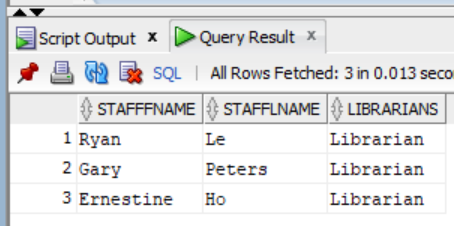 Script Output x Query Result x
SQL | All Rows Fetched: 3 in 0.013 seco
STAFFFNAME STAFFLNAME LIBRARIANS
1 Ryan Le Librarian
2 Gary Peters Librarian
3 Ernestine Ho Librarian